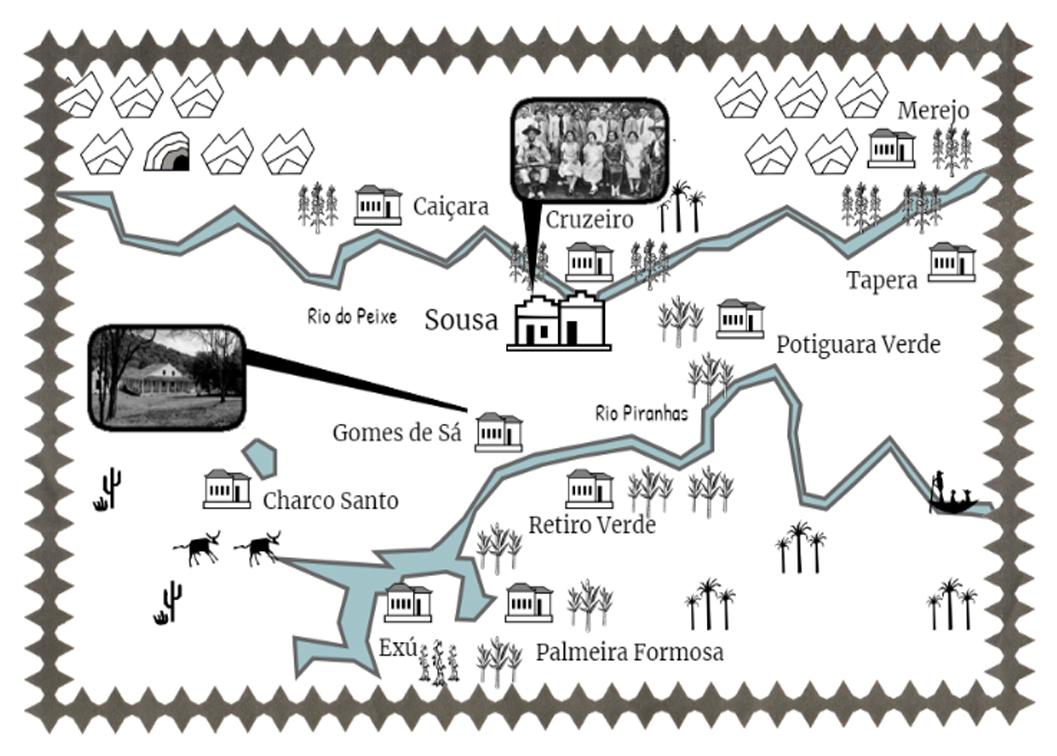 Merejo
Caiçara
Cruzeiro
Tapera
Rio do Peixe
Sousa
Potiguara Verde
Rio Piranhas
Gomes de Sá
Charco Santo
Retiro Verde
Exú
Palmeira Formosa